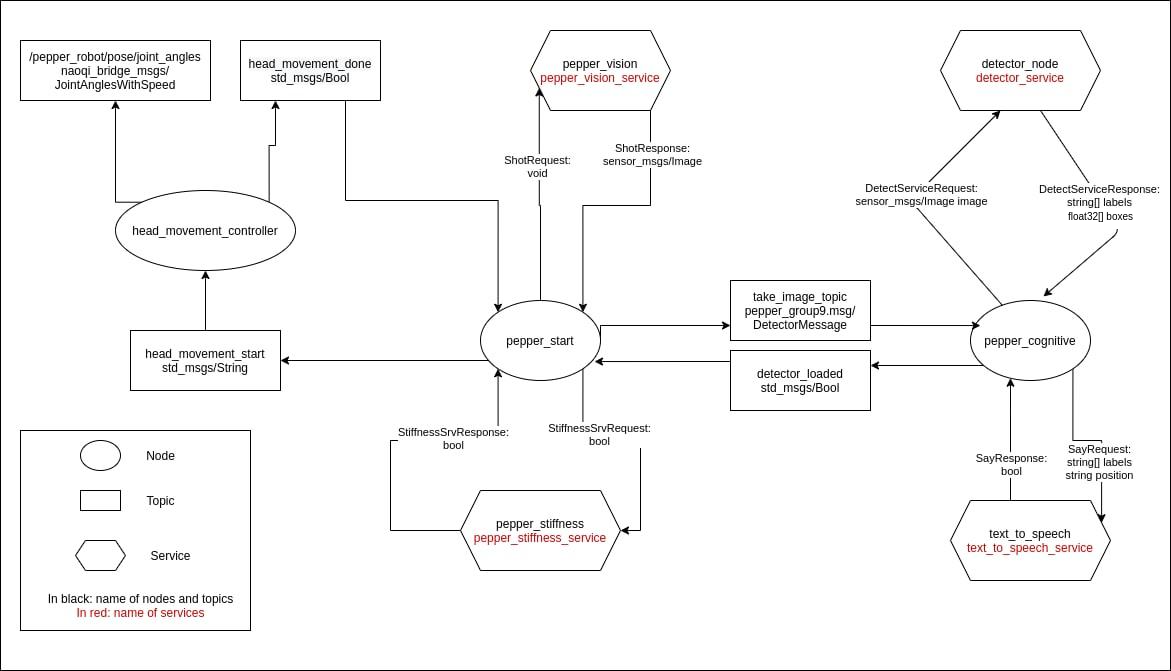 /pepper_robot/pose/joint_angles
naoqi_bridge_msgs/
JointAnglesWithSpeed
head_movement_done
std_msgs/Bool
pepper_vision
pepper_vision_service
detector_node
detector_service
ShotRequest:
void
ShotResponse:
sensor_msgs/Image
DetectServiceRequest:
sensor_msgs/Image image
DetectServiceResponse:
string[] labels
float32[] boxes
head_movement_controller
take_image_topic
pepper_group9.msg/
DetectorMessage
pepper_start
pepper_cognitive
head_movement_start
std_msgs/String
detector_loaded
std_msgs/Bool
StiffnessSrvResponse:
bool
StiffnessSrvRequest:
bool
SayResponse:
bool
SayRequest:
string[] labels
string position
pepper_stiffness
pepper_stiffness_service
text_to_speech
text_to_speech_service
Node
Topic
Service
In black: name of nodes and topics
In red: name of services